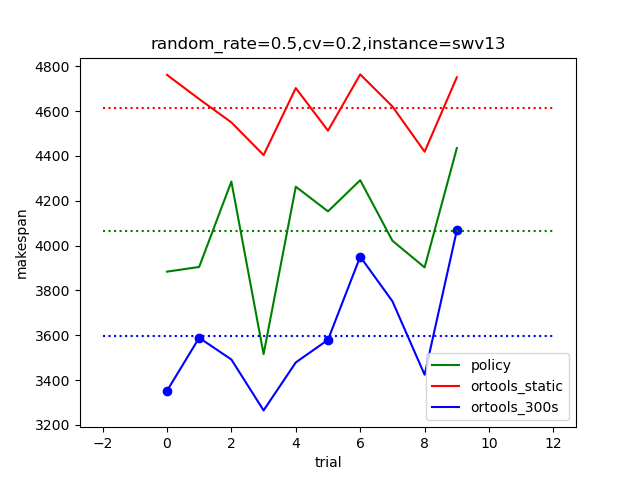 random_rate=0.5,cv=0.2,instance=swv13
4800
4600
4400
4200
4000
3800
3600
3400
3200
makespan
policy
ortools_static
ortools_300s
−2 0 2 4 6 8 10 12
trial